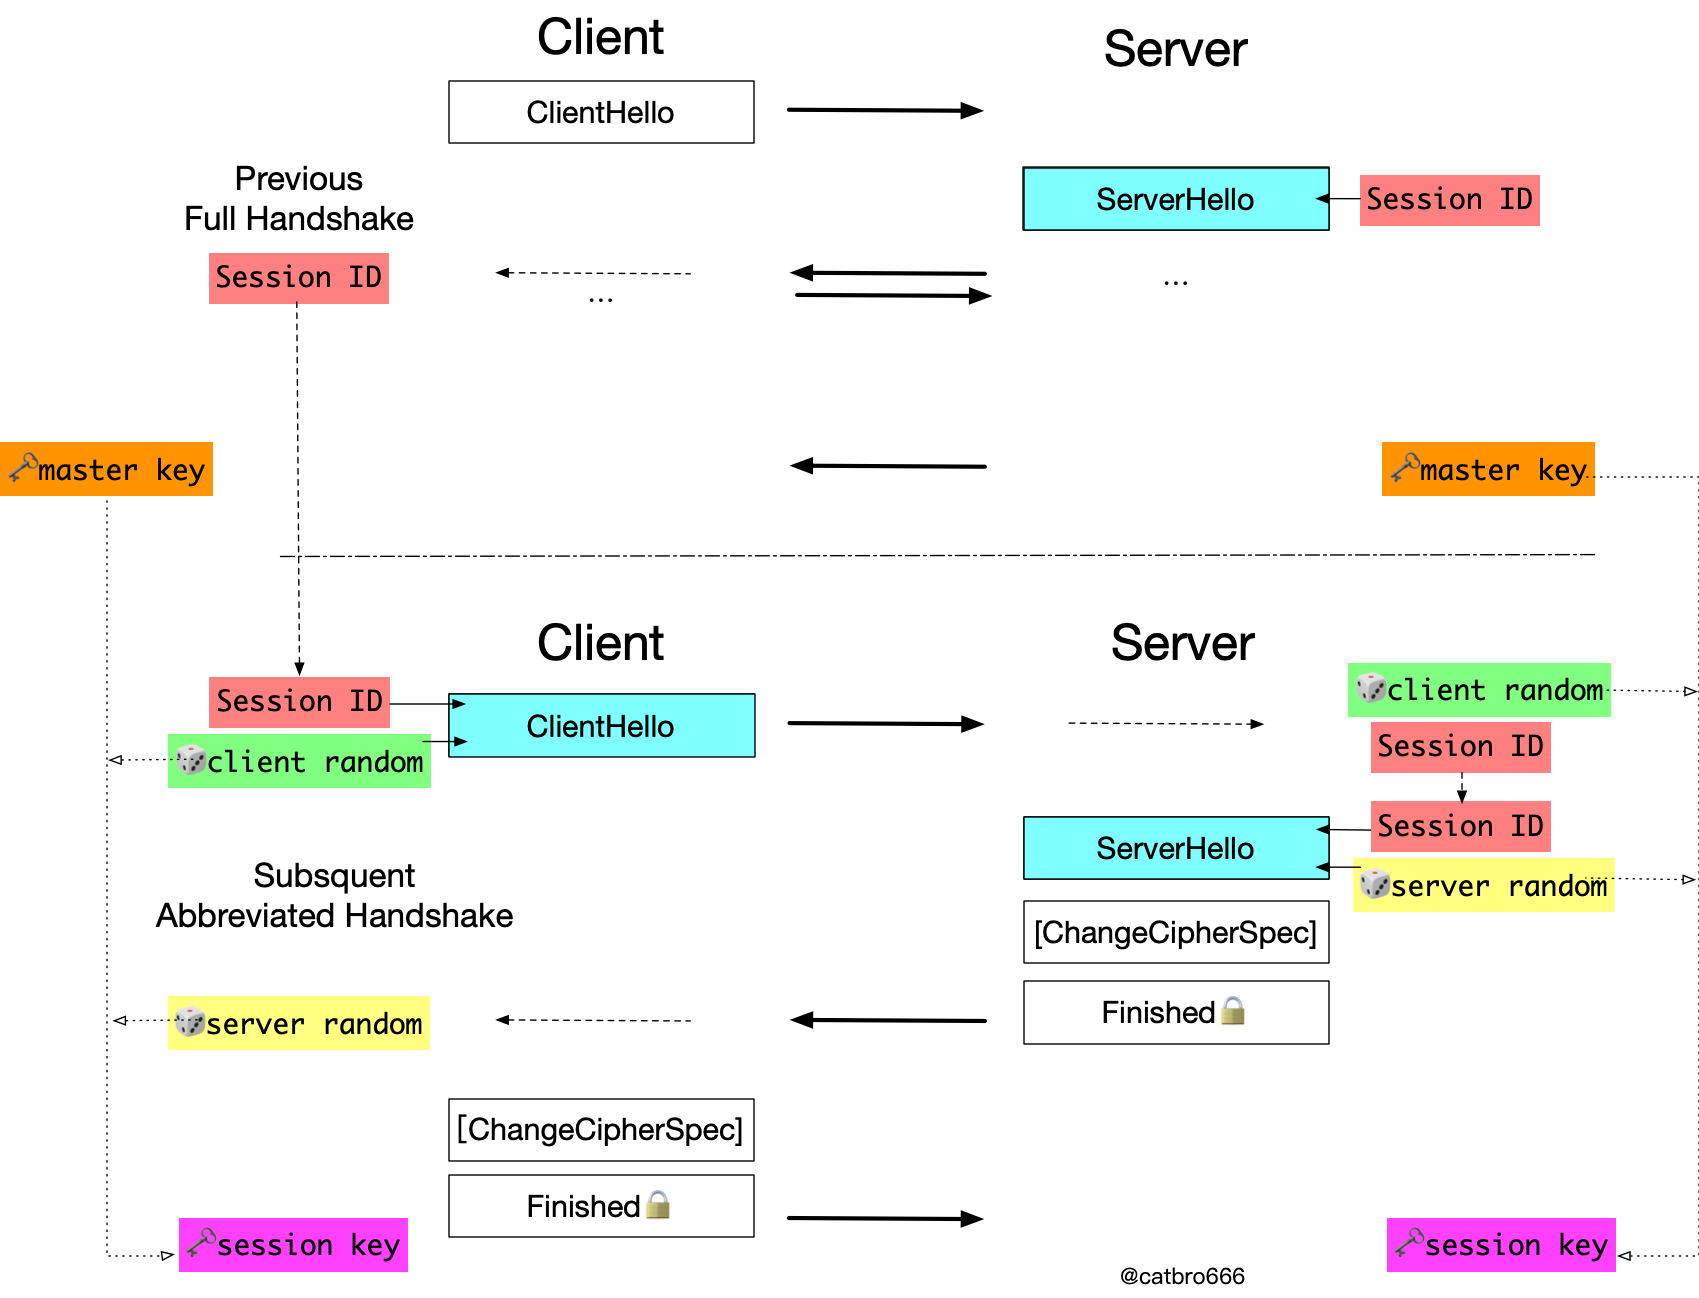 Client
Server
ClientHello
Previous
Full Handshake
ServerHello
Session ID
Session ID
...
...
master key
master key
Client
Server
Session ID
ClientHello
client random
client random
Session ID
Session ID
ServerHello
server random
Subsquent
Abbreviated Handshake
[ChangeCipherSpec]
Finished
server random
[ChangeCipherSpec]
Finished
session key
session key
@catbro666